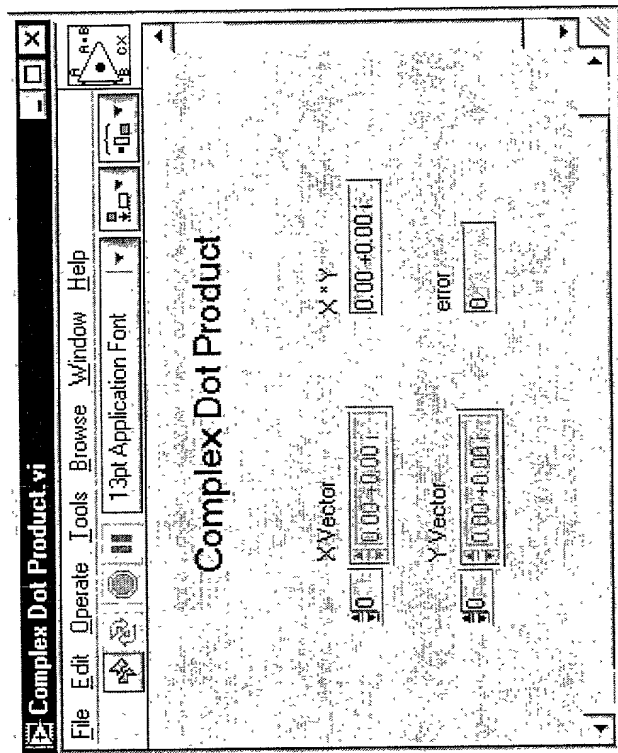 Complex Dot Product.vi
File Edit Operate Tools Browse Window Help
13pt Application Font
A A•B
B CX
Complex Dot Product
X Vector X*Y
0 0.00 +0.00 i 0.00 +0.00 i
Y Vector error
0 0.00 +0.00 i 0